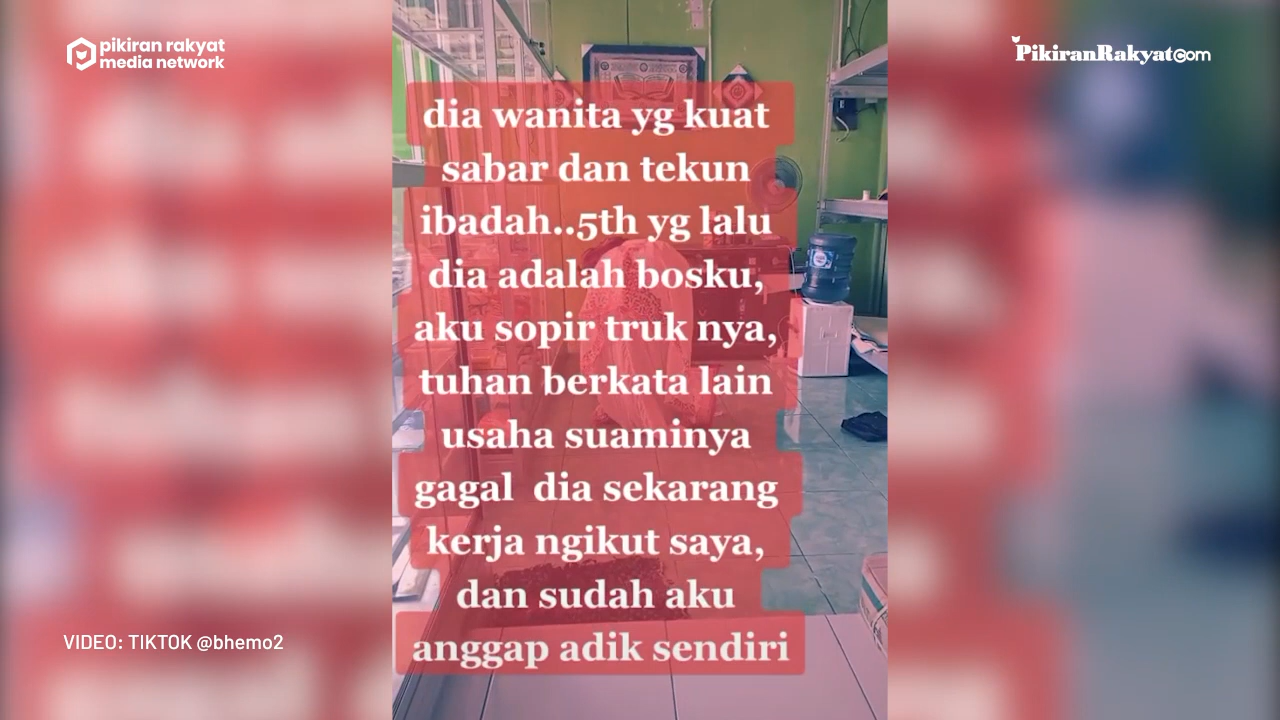 pikiran rakyat
media network
PikiranRakyat.com
dia wanita yg kuat
sabar dan tekun
ibadah..5th yg lalu
dia adalah bosku,
aku sopir truk nya,
tuhan berkata lain
usaha suaminya
gagal dia sekarang
kerja ngikut saya,
dan sudah aku
anggap adik sendiri
VIDEO: TIKTOK @bhemo2